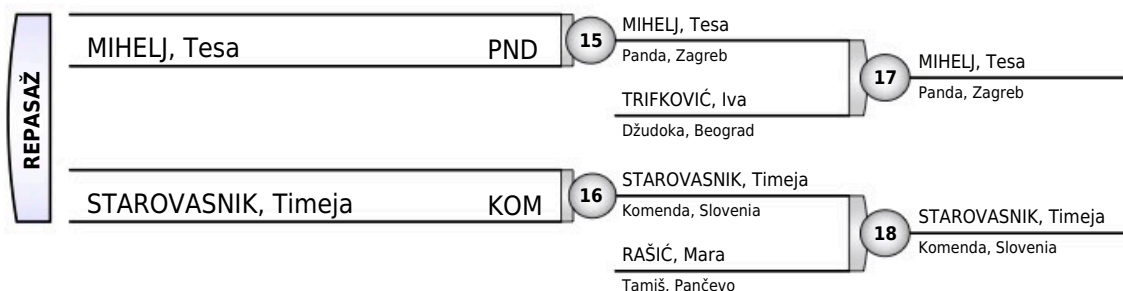 REPASAŽ
MIHELJ, Tesa PND
15
MIHELJ, Tesa
Panda, Zagreb
TRIFKOVIĆ, Iva
Džudoka, Beograd
17
MIHELJ, Tesa
Panda, Zagreb
STAROVASNIK, Timeja KOM
16
STAROVASNIK, Timeja
Komenda, Slovenia
RAŠIĆ, Mara
Tamiš, Pančevo
18
STAROVASNIK, Timeja
Komenda, Slovenia